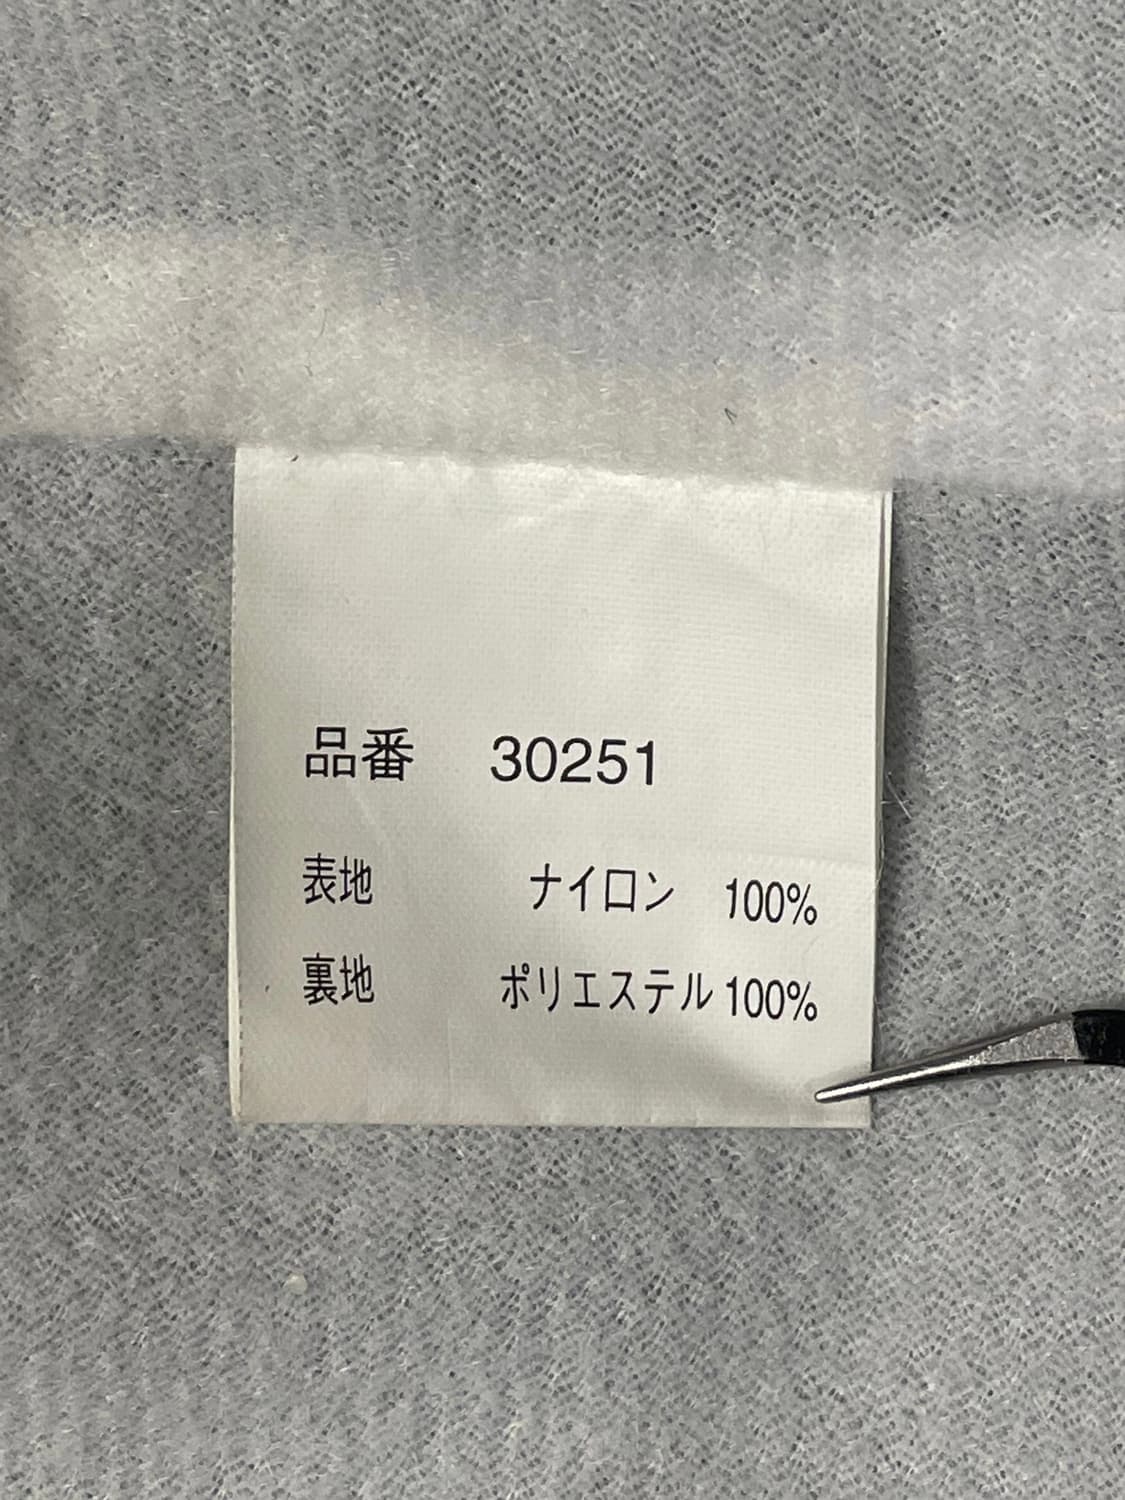 品番 30251
表地 ナイロン 100%
裏地 ポリエステル 100%